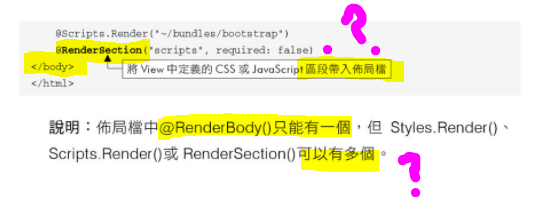 @Scripts.Render("~/bundles/bootstrap")
@RenderSection("scripts", required: false)
</body>
將 View 中定義的 CSS 或 JavaScript 區段帶入佈局檔
</html>
說明：佈局檔中@RenderBody()只能有一個，但 Styles.Render()、
Scripts.Render()或 RenderSection()可以有多個。
?
?